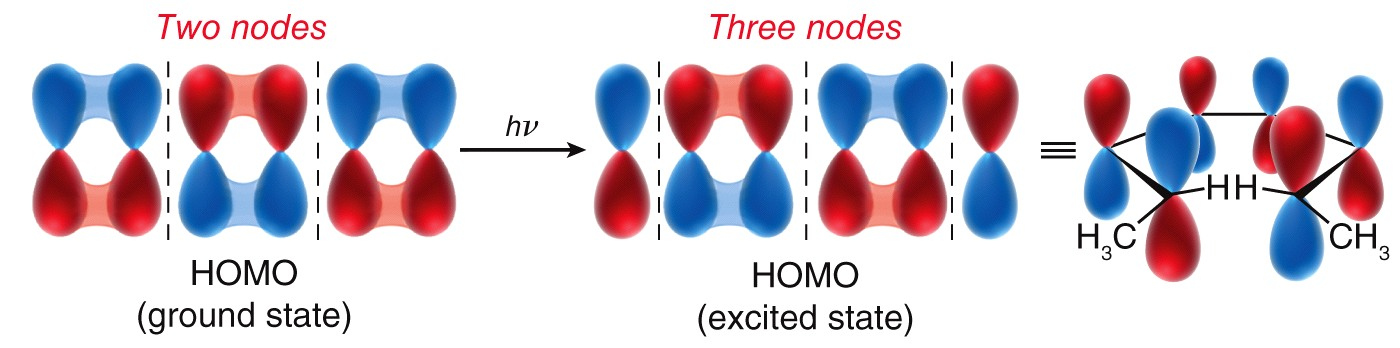 Two nodes
Three nodes
hν
HOMO
(ground state)
HOMO
(excited state)
≡
H H
H₃C
CH₃